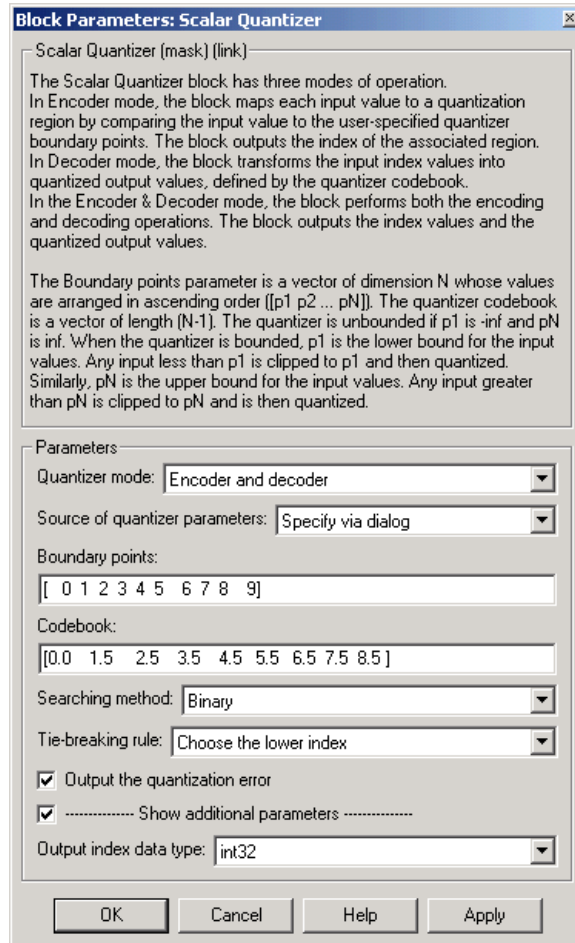 Block Parameters: Scalar Quantizer
Scalar Quantizer (mask) (link)
The Scalar Quantizer block has three modes of operation.
In Encoder mode, the block maps each input value to a quantization
region by comparing the input value to the user-specified quantizer
boundary points. The block outputs the index of the associated region.
In Decoder mode, the block transforms the input index values into
quantized output values, defined by the quantizer codebook.
In the Encoder & Decoder mode, the block performs both the encoding
and decoding operations. The block outputs the index values and the
quantized output values.
The Boundary points parameter is a vector of dimension N whose values
are arranged in ascending order ([p1 p2 ... pN]). The quantizer codebook
is a vector of length (N-1). The quantizer is unbounded if p1 is -inf and pN
is inf. When the quantizer is bounded, p1 is the lower bound for the input
values. Any input less than p1 is clipped to p1 and then quantized.
Similarly, pN is the upper bound for the input values. Any input greater
than pN is clipped to pN and is then quantized.
Parameters
Quantizer mode: Encoder and decoder
Source of quantizer parameters: Specify via dialog
Boundary points:
[ 0 1 2 3 4 5 6 7 8 9]
Codebook:
[0.0 1.5 2.5 3.5 4.5 5.5 6.5 7.5 8.5 ]
Searching method: Binary
Tie-breaking rule: Choose the lower index
Output the quantization error
--------------- Show additional parameters ---------------
Output index data type: int32
OK Cancel Help Apply